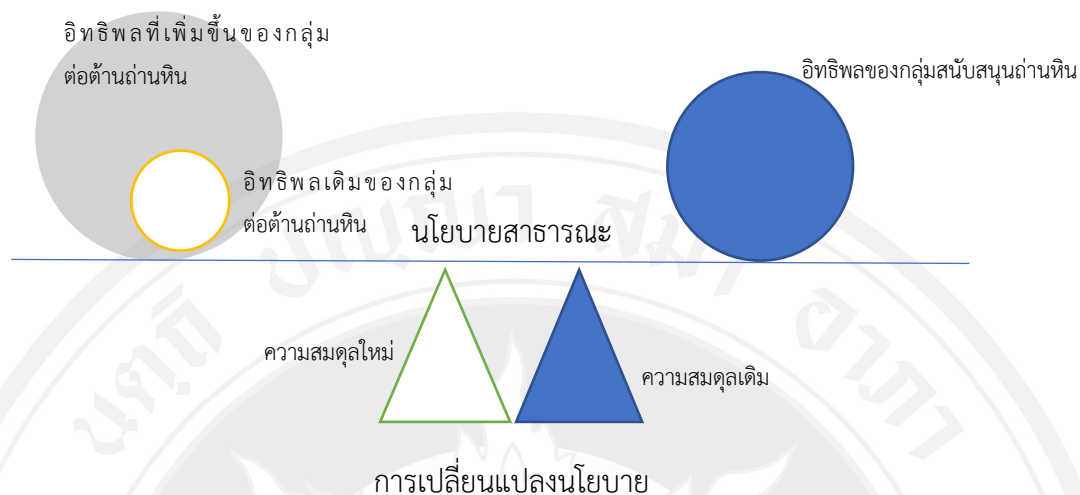 อิทธิพลที่เพิ่มขึ้นของกลุ่ม
ต่อต้านถ่านหิน
อิทธิพลของกลุ่มสนับสนุนถ่านหิน
อิทธิพลเดิมของกลุ่ม
ต่อต้านถ่านหิน
นโยบายสาธารณะ
ความสมดุลใหม่
ความสมดุลเดิม
การเปลี่ยนแปลงนโยบาย